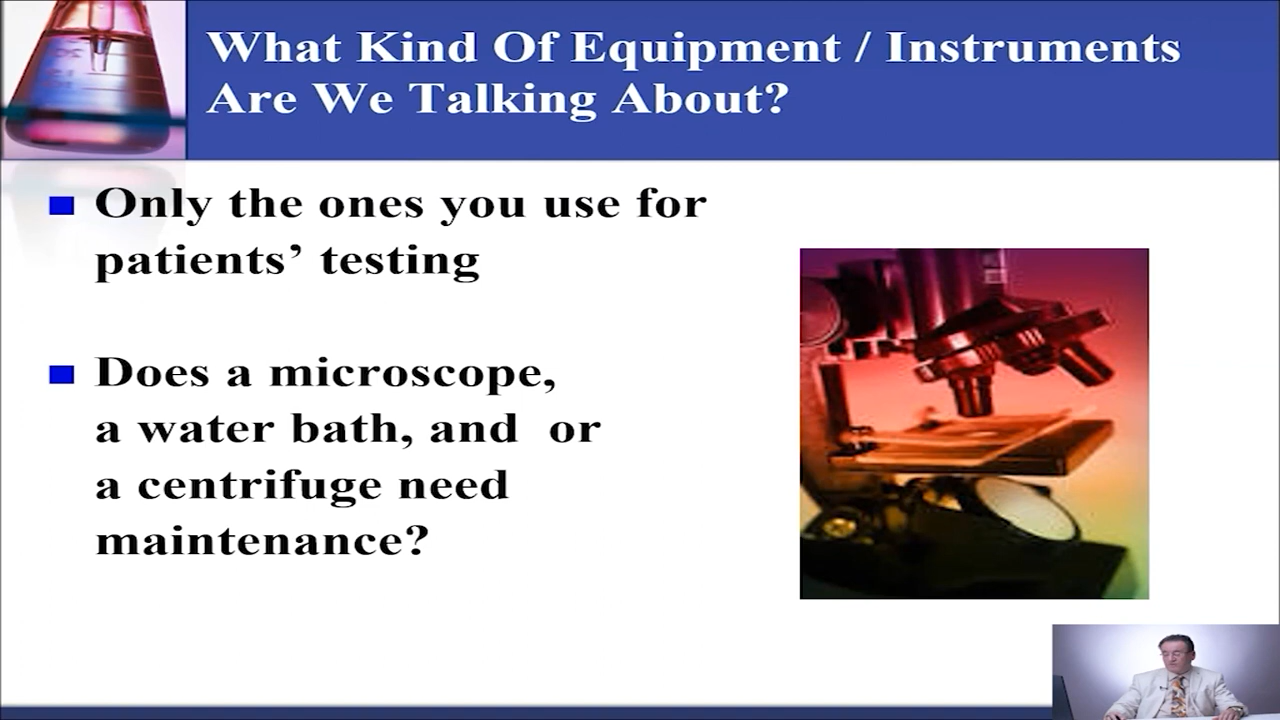 What Kind Of Equipment / Instruments
Are We Talking About?
Only the ones you use for
patients’ testing
Does a microscope,
a water bath, and or
a centrifuge need
maintenance?